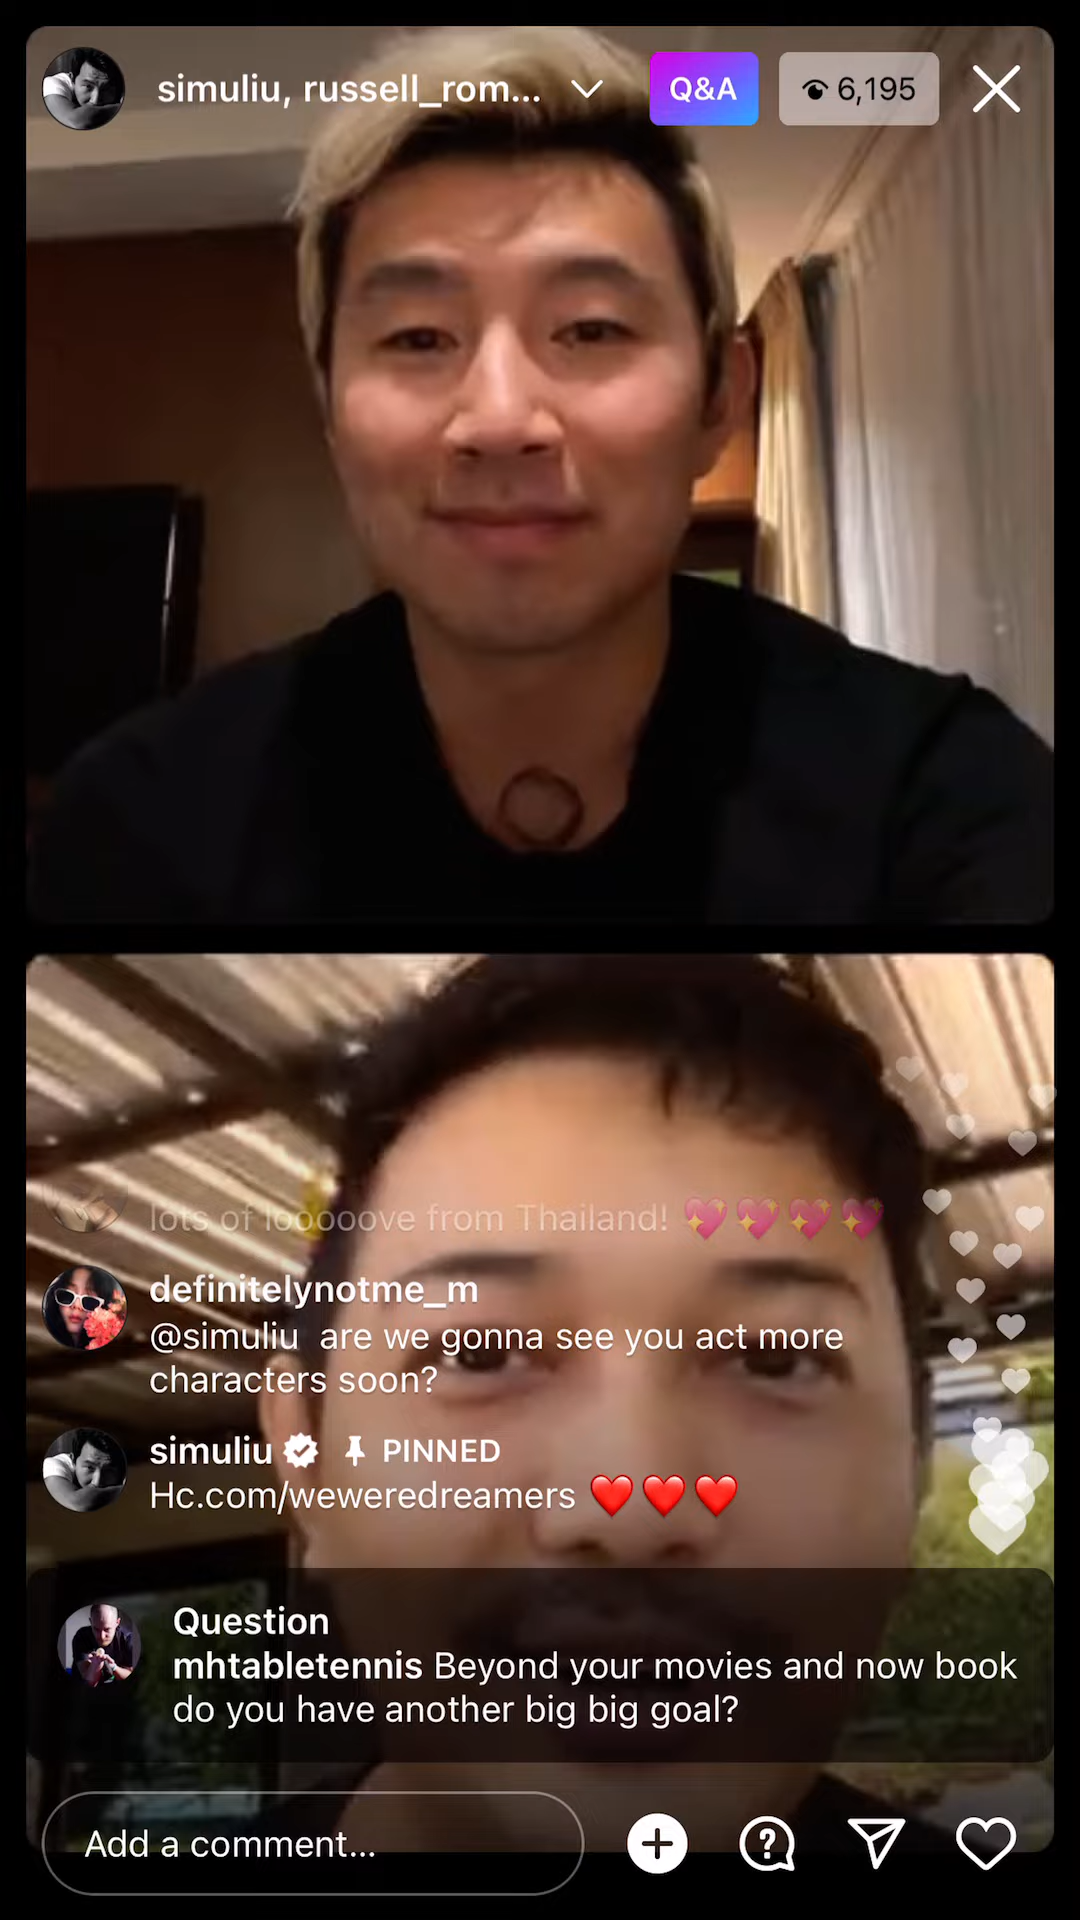 simuliu, russell_rom...
Q&A
6,195
lots of looooove from Thailand! 💖💖💖💖
definitelynotme_m
@simuliu are we gonna see you act more
characters soon?
simuliu PINNED
Hc.com/weweredreamers ❤️❤️❤️
Question
mhtabletennis Beyond your movies and now book
do you have another big big goal?
Add a comment...